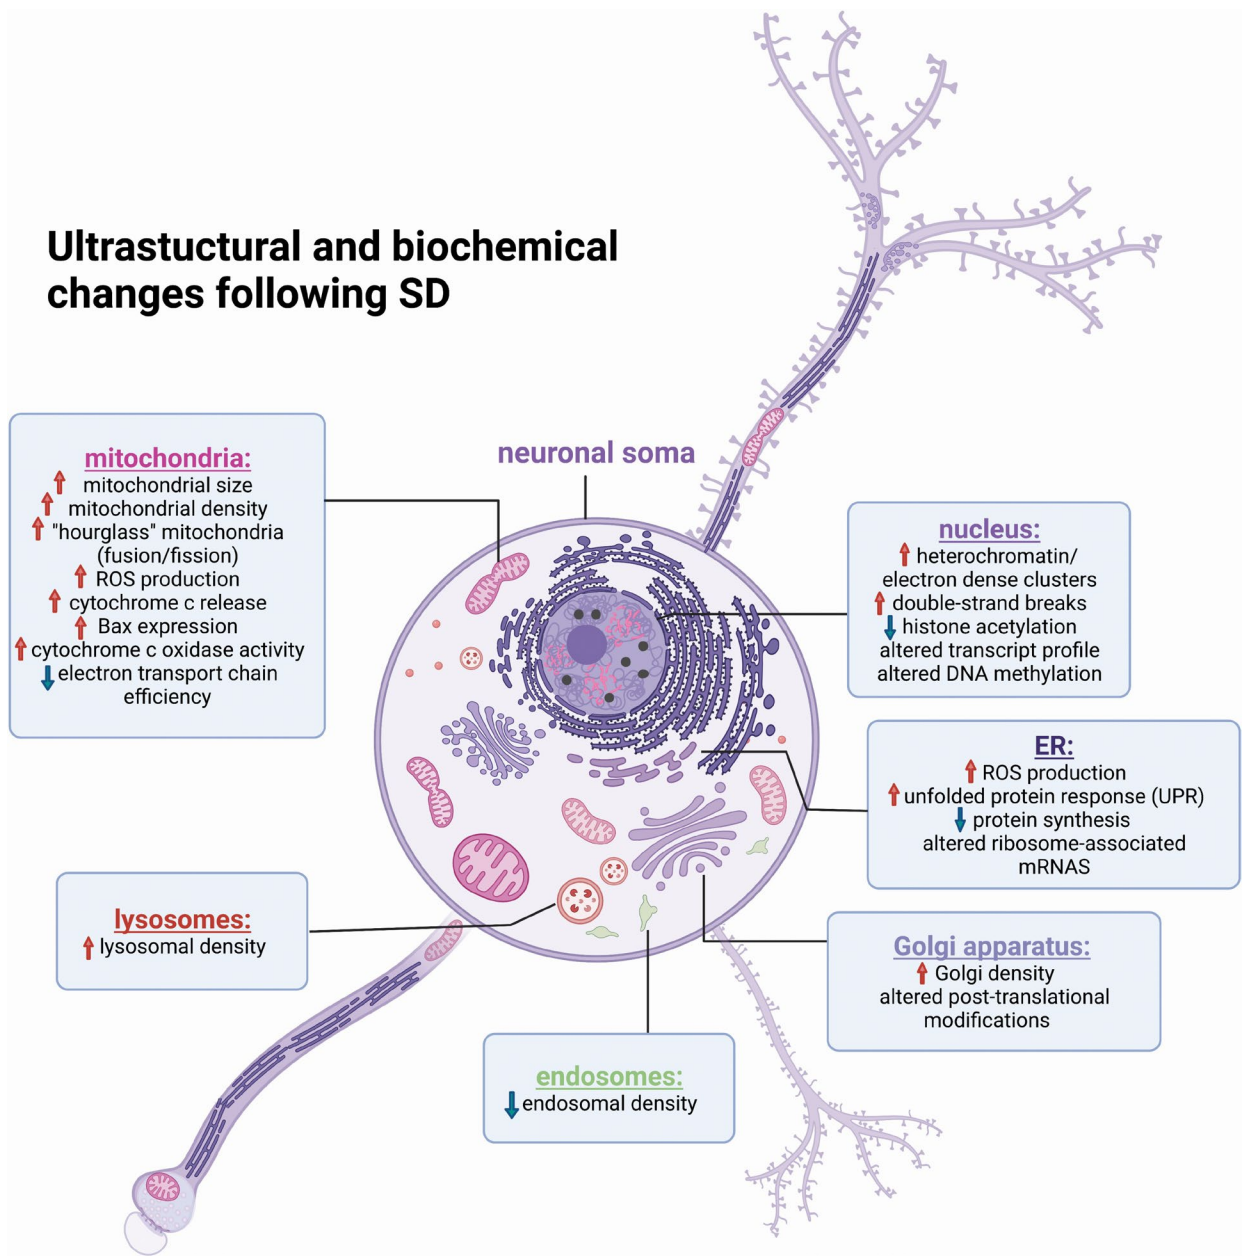 Ultrastuctural and biochemical
changes following SD
neuronal soma
mitochondria:
mitochondrial size
mitochondrial density
"hourglass" mitochondria
(fusion/fission)
ROS production
cytochrome c release
Bax expression
cytochrome c oxidase activity
electron transport chain
efficiency
nucleus:
heterochromatin/
electron dense clusters
double-strand breaks
histone acetylation
altered transcript profile
altered DNA methylation
ER:
ROS production
unfolded protein response (UPR)
protein synthesis
altered ribosome-associated
mRNAS
lysosomes:
lysosomal density
Golgi apparatus:
Golgi density
altered post-translational
modifications
endosomes:
endosomal density